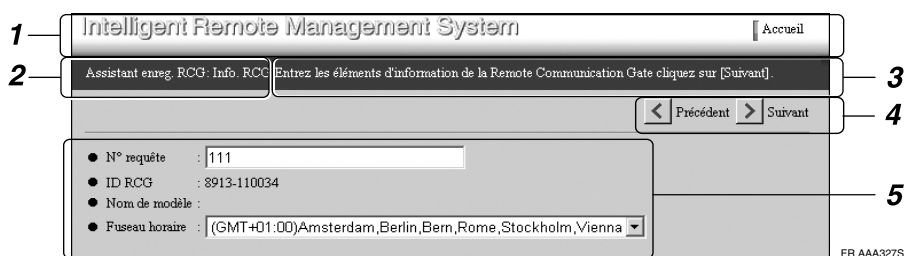 Intelligent Remote Management System
Accueil
1
2
Assistant enreg. RCG: Info. RCG
Entrez les éléments d'information de la Remote Communication Gate cliquez sur [Suivant].
3
Précédent
Suivant
4
● N° requête : 111
● ID RCG : 8913-110034
● Nom de modèle :
● Fuseau horaire : (GMT+01:00)Amsterdam,Berlin,Bern,Rome,Stockholm,Vienna
5
FR AAA327S